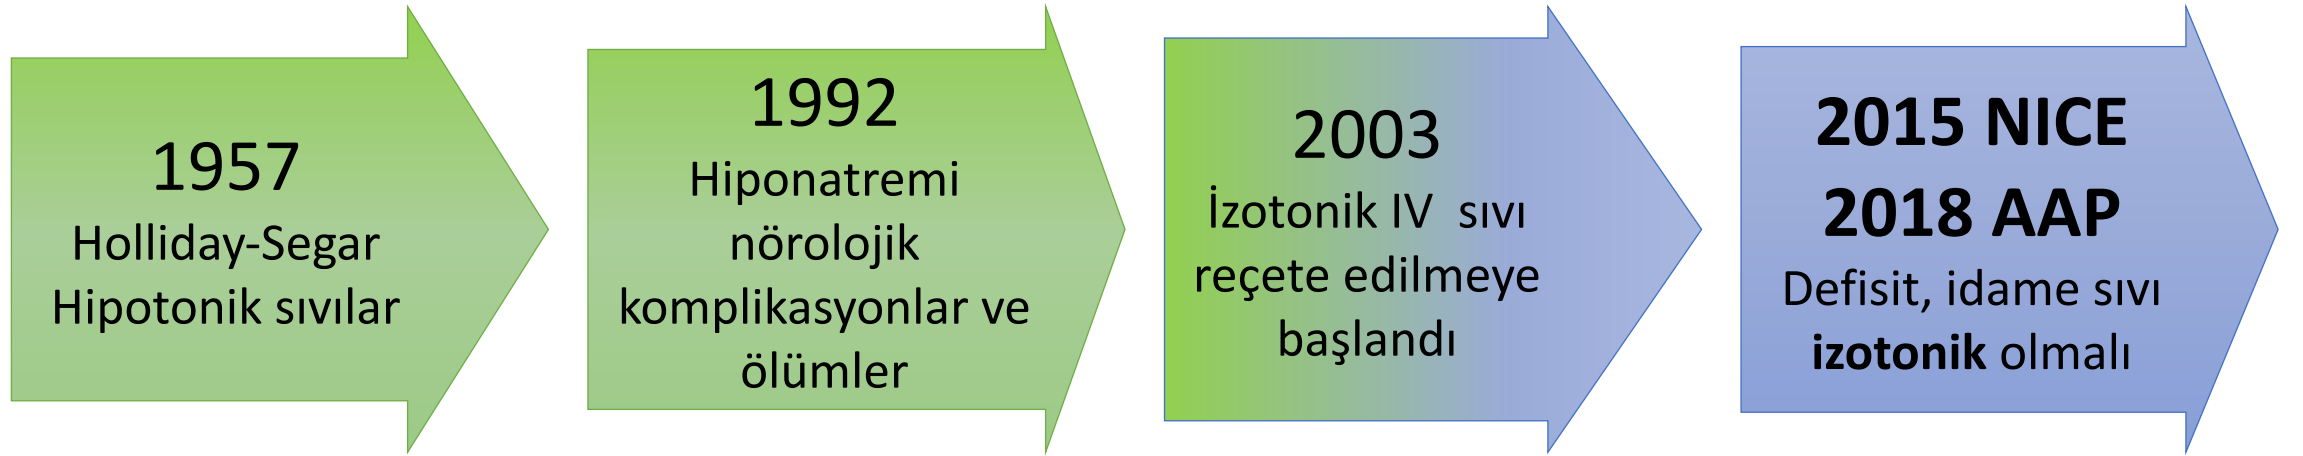 1957
Holliday-Segar
Hipotonik sıvılar
1992
Hiponatremi
nörolojik
komplikasyonlar ve
ölümler
2003
İzotonik IV  sıvı
reçete edilmeye
başlandı
2015 NICE
2018 AAP
Defisit, idame sıvı
izotonik olmalı